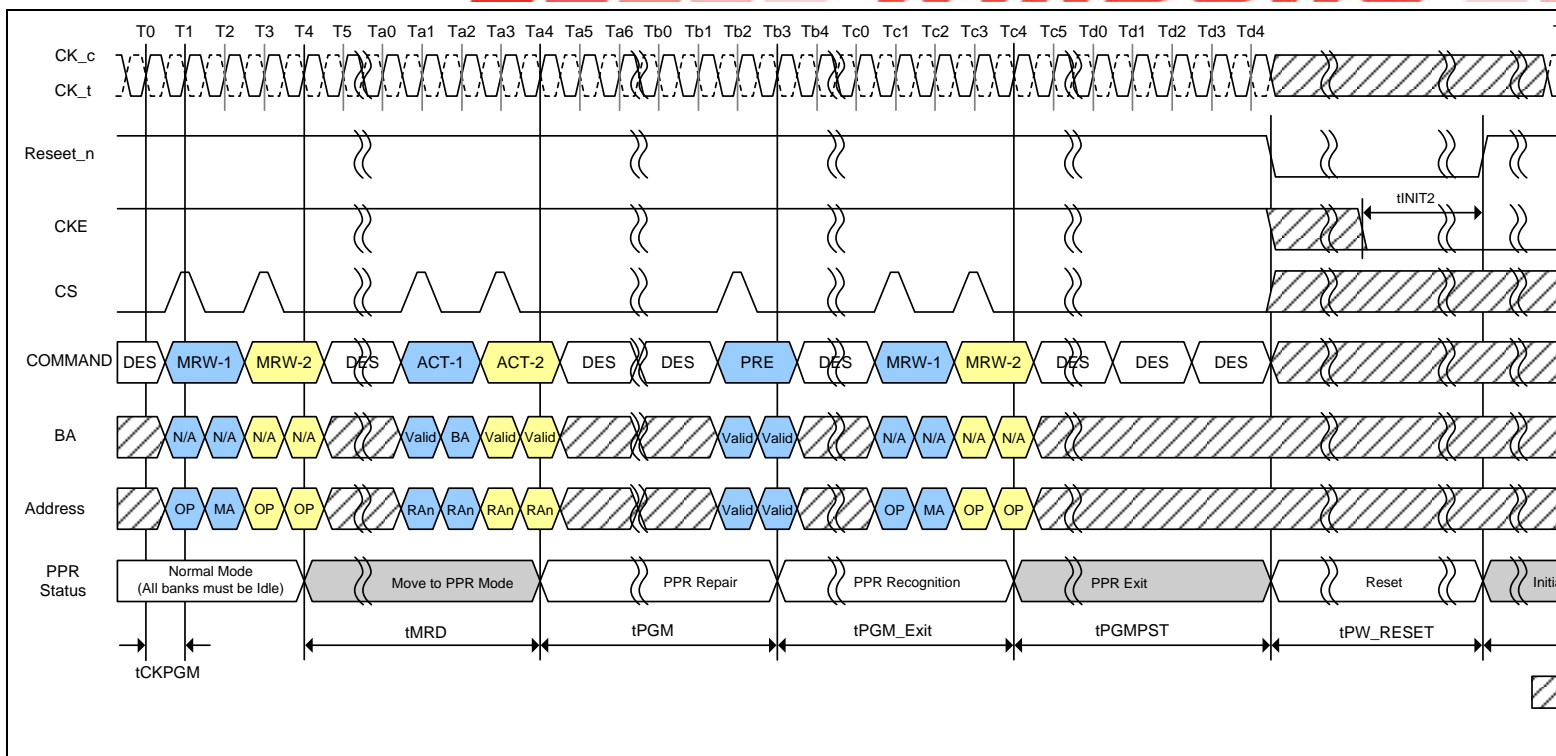 T0 T1 T2 T3 T4 T5 Ta0 Ta1 Ta2 Ta3 Ta4 Ta5 Ta6 Tb0 Tb1 Tb2 Tb3 Tb4 Tc0 Tc1 Tc2 Tc3 Tc4 Tc5 Td0 Td1 Td2 Td3 Td4
CK_c
CK_t
Reseet_n
CKE
tINIT2
CS
COMMAND DES MRW-1 MRW-2 DES ACT-1 ACT-2 DES DES PRE DES MRW-1 MRW-2 DES DES DES
BA N/A N/A N/A N/A Valid BA Valid Valid Valid Valid N/A N/A N/A N/A
Address OP MA OP OP RAn RAn RAn RAn Valid Valid OP MA OP OP
PPR
Status
Normal Mode
(All banks must be Idle)
Move to PPR Mode PPR Repair PPR Recognition PPR Exit Reset
tMRD tPGM tPGM_Exit tPGMPST tPW_RESET
tCKPGM